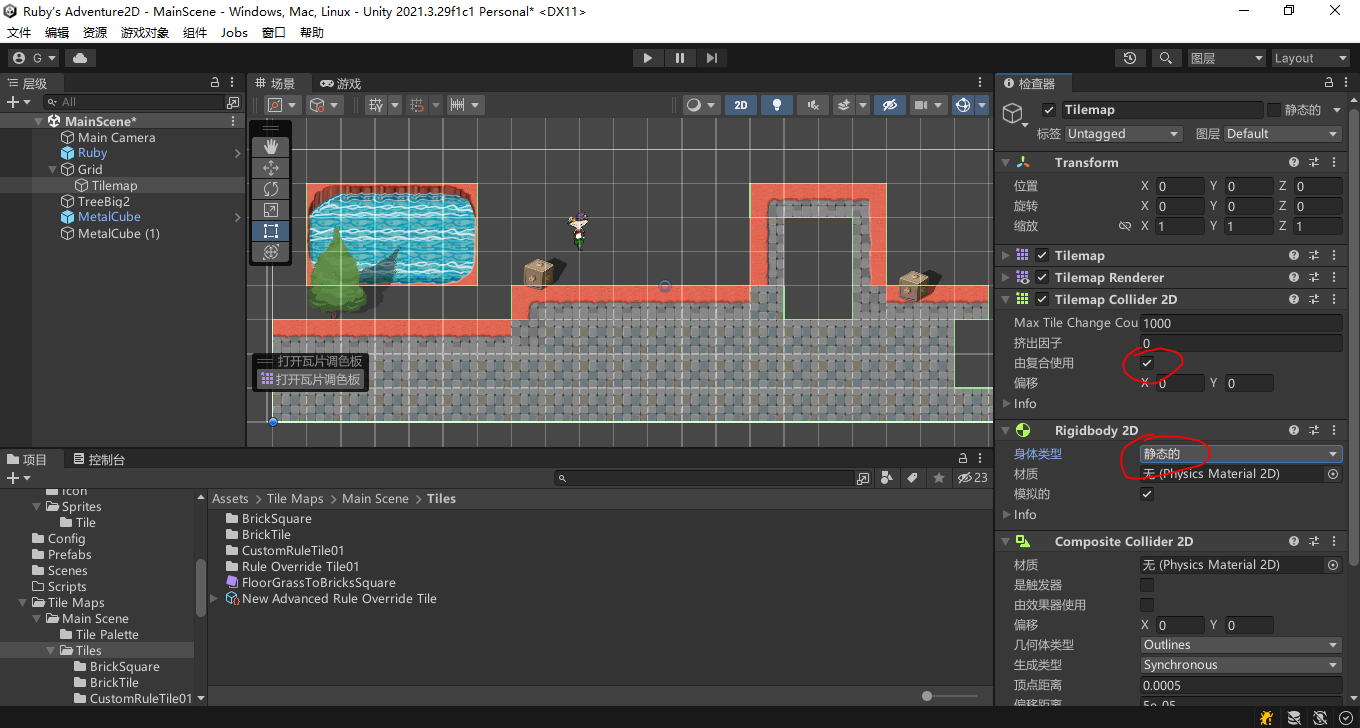 Ruby's Adventure2D - MainScene - Windows, Mac, Linux - Unity 2021.3.29f1c1 Personal* <DX11>
文件 编辑 资源 游戏对象 组件 Jobs 窗口 帮助
G
图层 Layout
层级
All
MainScene*
Main Camera
Ruby
Grid
Tilemap
TreeBig2
MetalCube
MetalCube (1)
场景 游戏
2D
打开瓦片调色板
打开瓦片调色板
检查器
Tilemap 静态的
标签 Untagged 图层 Default
Transform
位置 X 0 Y 0 Z 0
旋转 X 0 Y 0 Z 0
缩放 X 1 Y 1 Z 1
Tilemap
Tilemap Renderer
Tilemap Collider 2D
Max Tile Change Cou 1000
挤出因子 0
由复合使用
偏移 X 0 Y 0
Info
Rigidbody 2D
身体类型 静态的
材质 无 (Physics Material 2D)
模拟的
Info
Composite Collider 2D
材质 无 (Physics Material 2D)
是触发器
由效果器使用
偏移 X 0 Y 0
几何体类型 Outlines
生成类型 Synchronous
顶点距离 0.0005
偏移距离 5e-05
项目 控制台
23
Icon
Sprites
Tile
Config
Prefabs
Scenes
Scripts
Tile Maps
Main Scene
Tile Palette
Tiles
BrickSquare
BrickTile
CustomRuleTile01
Assets > Tile Maps > Main Scene > Tiles
BrickSquare
BrickTile
CustomRuleTile01
Rule Override Tile01
FloorGrassToBricksSquare
New Advanced Rule Override Tile